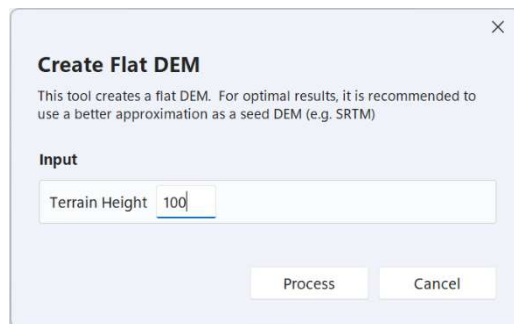 Create Flat DEM
This tool creates a flat DEM. For optimal results, it is recommended to
use a better approximation as a seed DEM (e.g. SRTM)
Input
Terrain Height 100
Process Cancel